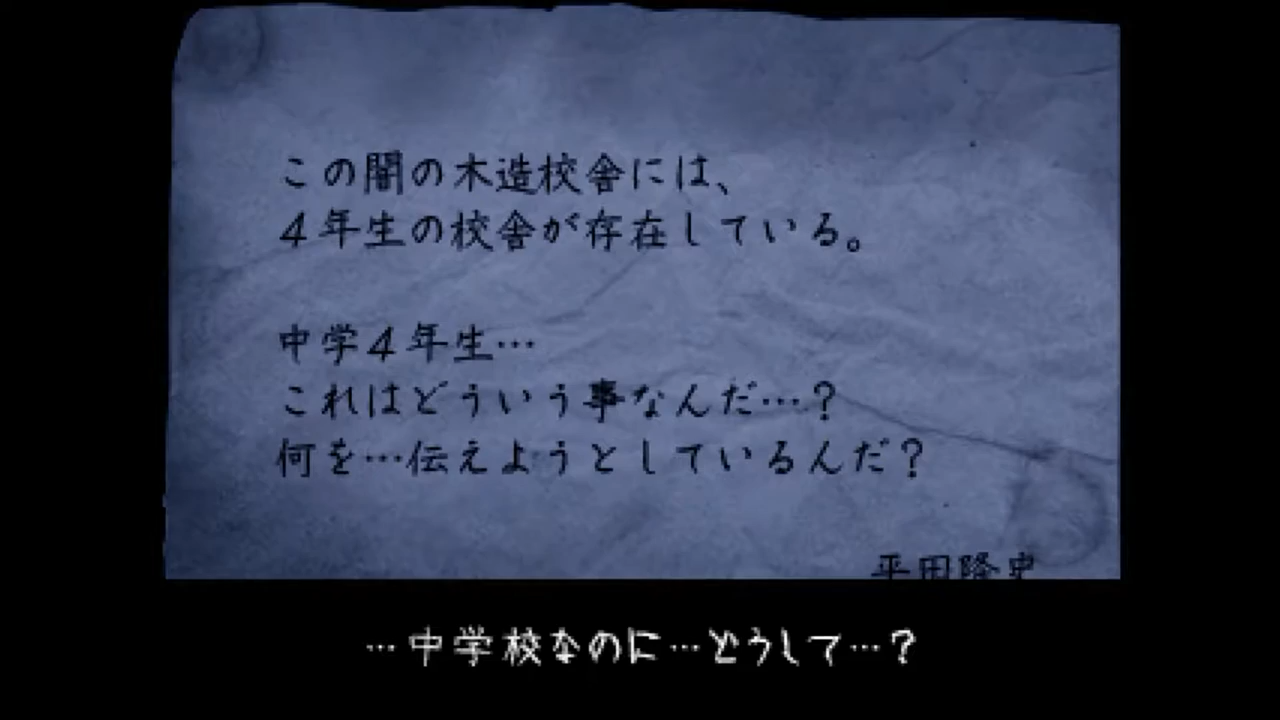 この闇の木造校舎には、
４年生の校舎が存在している。
中学４年生…
これはどういう事なんだ…？
何を…伝えようとしているんだ？
平田隆史
…中学校なのに…どうして…？